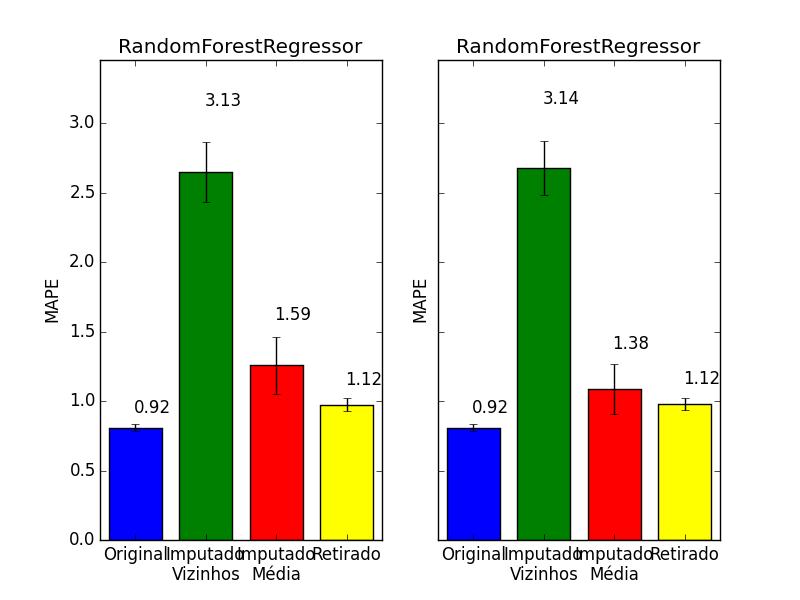 RandomForestRegressor
MAPE
3.0
2.5
2.0
1.5
1.0
0.5
0.0
3.13
1.59
1.12
0.92
Original Imputado Imputado Retirado
Vizinhos Média
RandomForestRegressor
MAPE
3.14
1.38
1.12
0.92
Original Imputado Imputado Retirado
Vizinhos Média